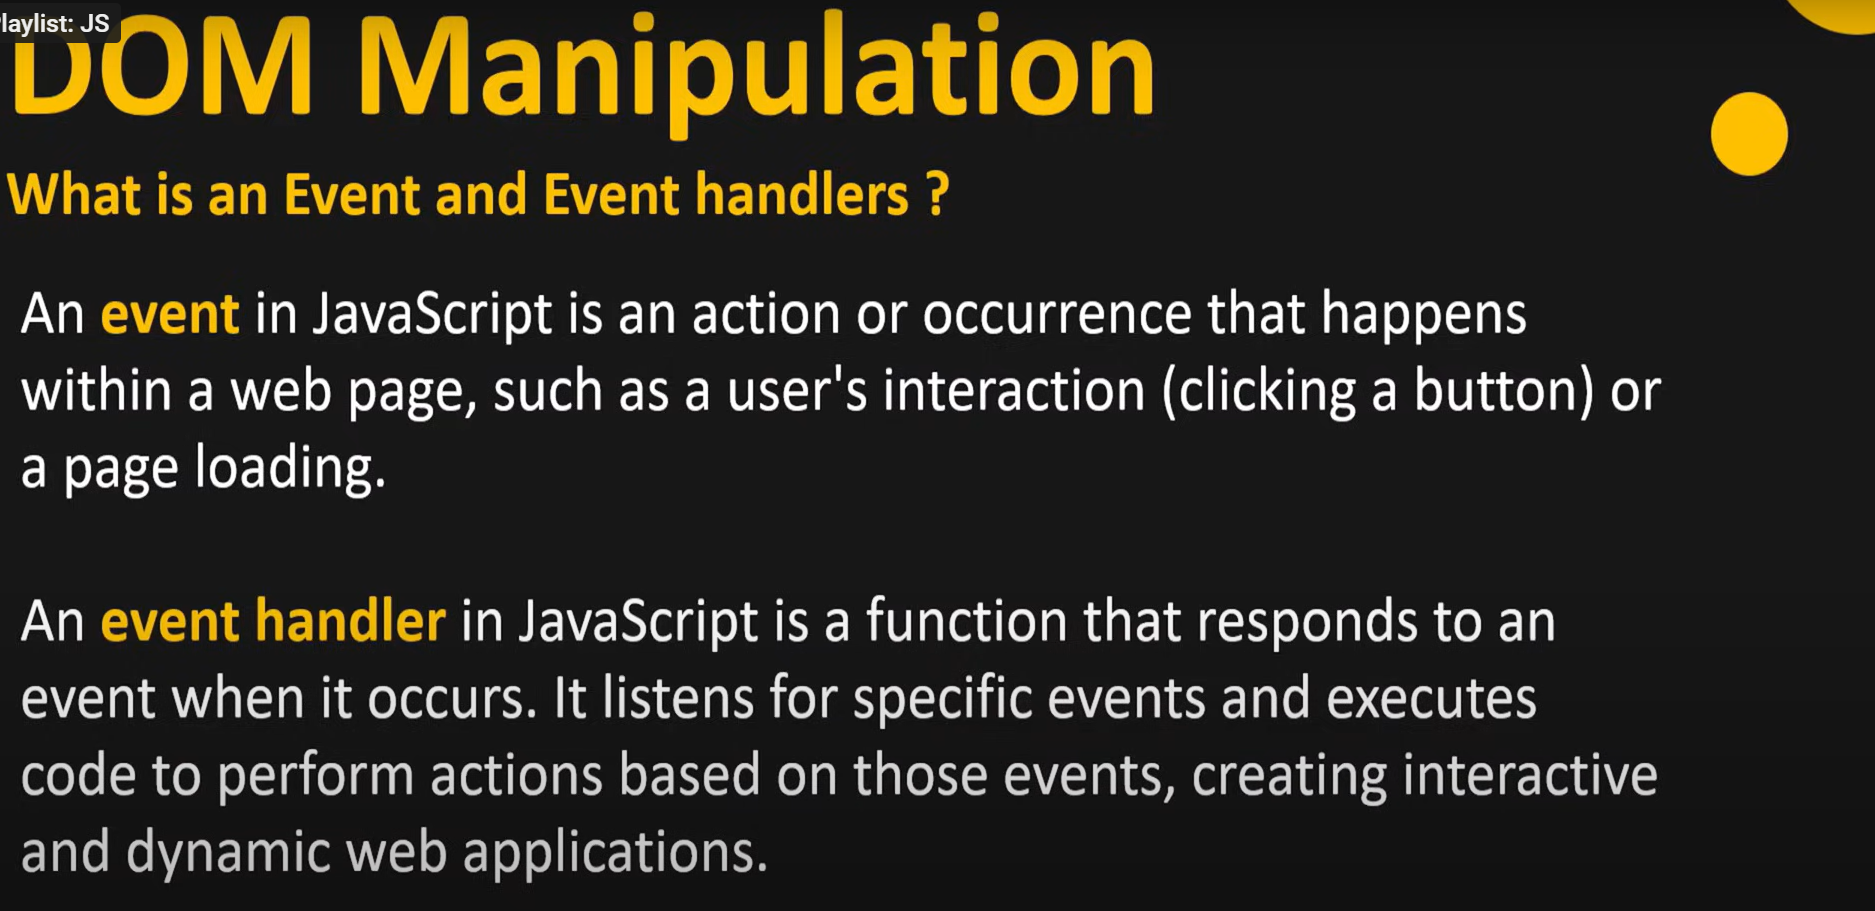 laylist: JS
DOM Manipulation
What is an Event and Event handlers ?
An event in JavaScript is an action or occurrence that happens
within a web page, such as a user's interaction (clicking a button) or
a page loading.
An event handler in JavaScript is a function that responds to an
event when it occurs. It listens for specific events and executes
code to perform actions based on those events, creating interactive
and dynamic web applications.